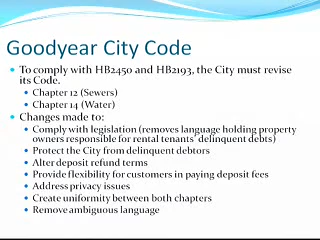 Goodyear City Code
To comply with HB2450 and HB2193, the City must revise
its Code.
Chapter 12 (Sewers)
Chapter 14 (Water)
Changes made to:
Comply with legislation (removes language holding property
owners responsible for rental tenants' delinquent debts)
Protect the City from delinquent debtors
Alter deposit refund terms
Provide flexibility for customers in paying deposit fees
Address privacy issues
Create uniformity between both chapters
Remove ambiguous language